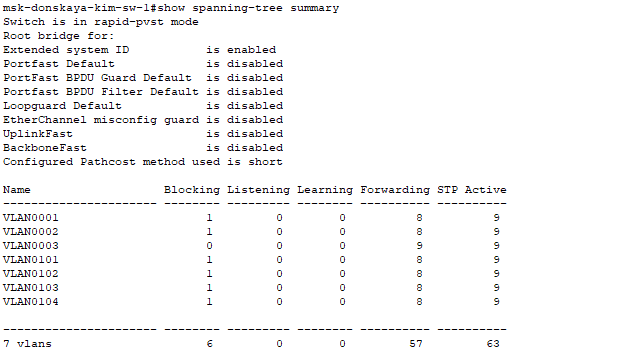 msk-donskaya-kim-sw-1#show spanning-tree summary
Switch is in rapid-pvst mode
Root bridge for:
Extended system ID           is enabled
Portfast Default             is disabled
PortFast BPDU Guard Default  is disabled
Portfast BPDU Filter Default is disabled
Loopguard Default            is disabled
EtherChannel misconfig guard is disabled
UplinkFast                   is disabled
BackboneFast                 is disabled
Configured Pathcost method used is short
Name                   Blocking Listening Learning Forwarding STP Active
---------------------- -------- --------- -------- ---------- ----------
VLAN0001                     1         0        0          8          9
VLAN0002                     1         0        0          8          9
VLAN0003                     0         0        0          9          9
VLAN0101                     1         0        0          8          9
VLAN0102                     1         0        0          8          9
VLAN0103                     1         0        0          8          9
VLAN0104                     1         0        0          8          9
---------------------- -------- --------- -------- ---------- ----------
7 vlans                      6         0        0         57         63